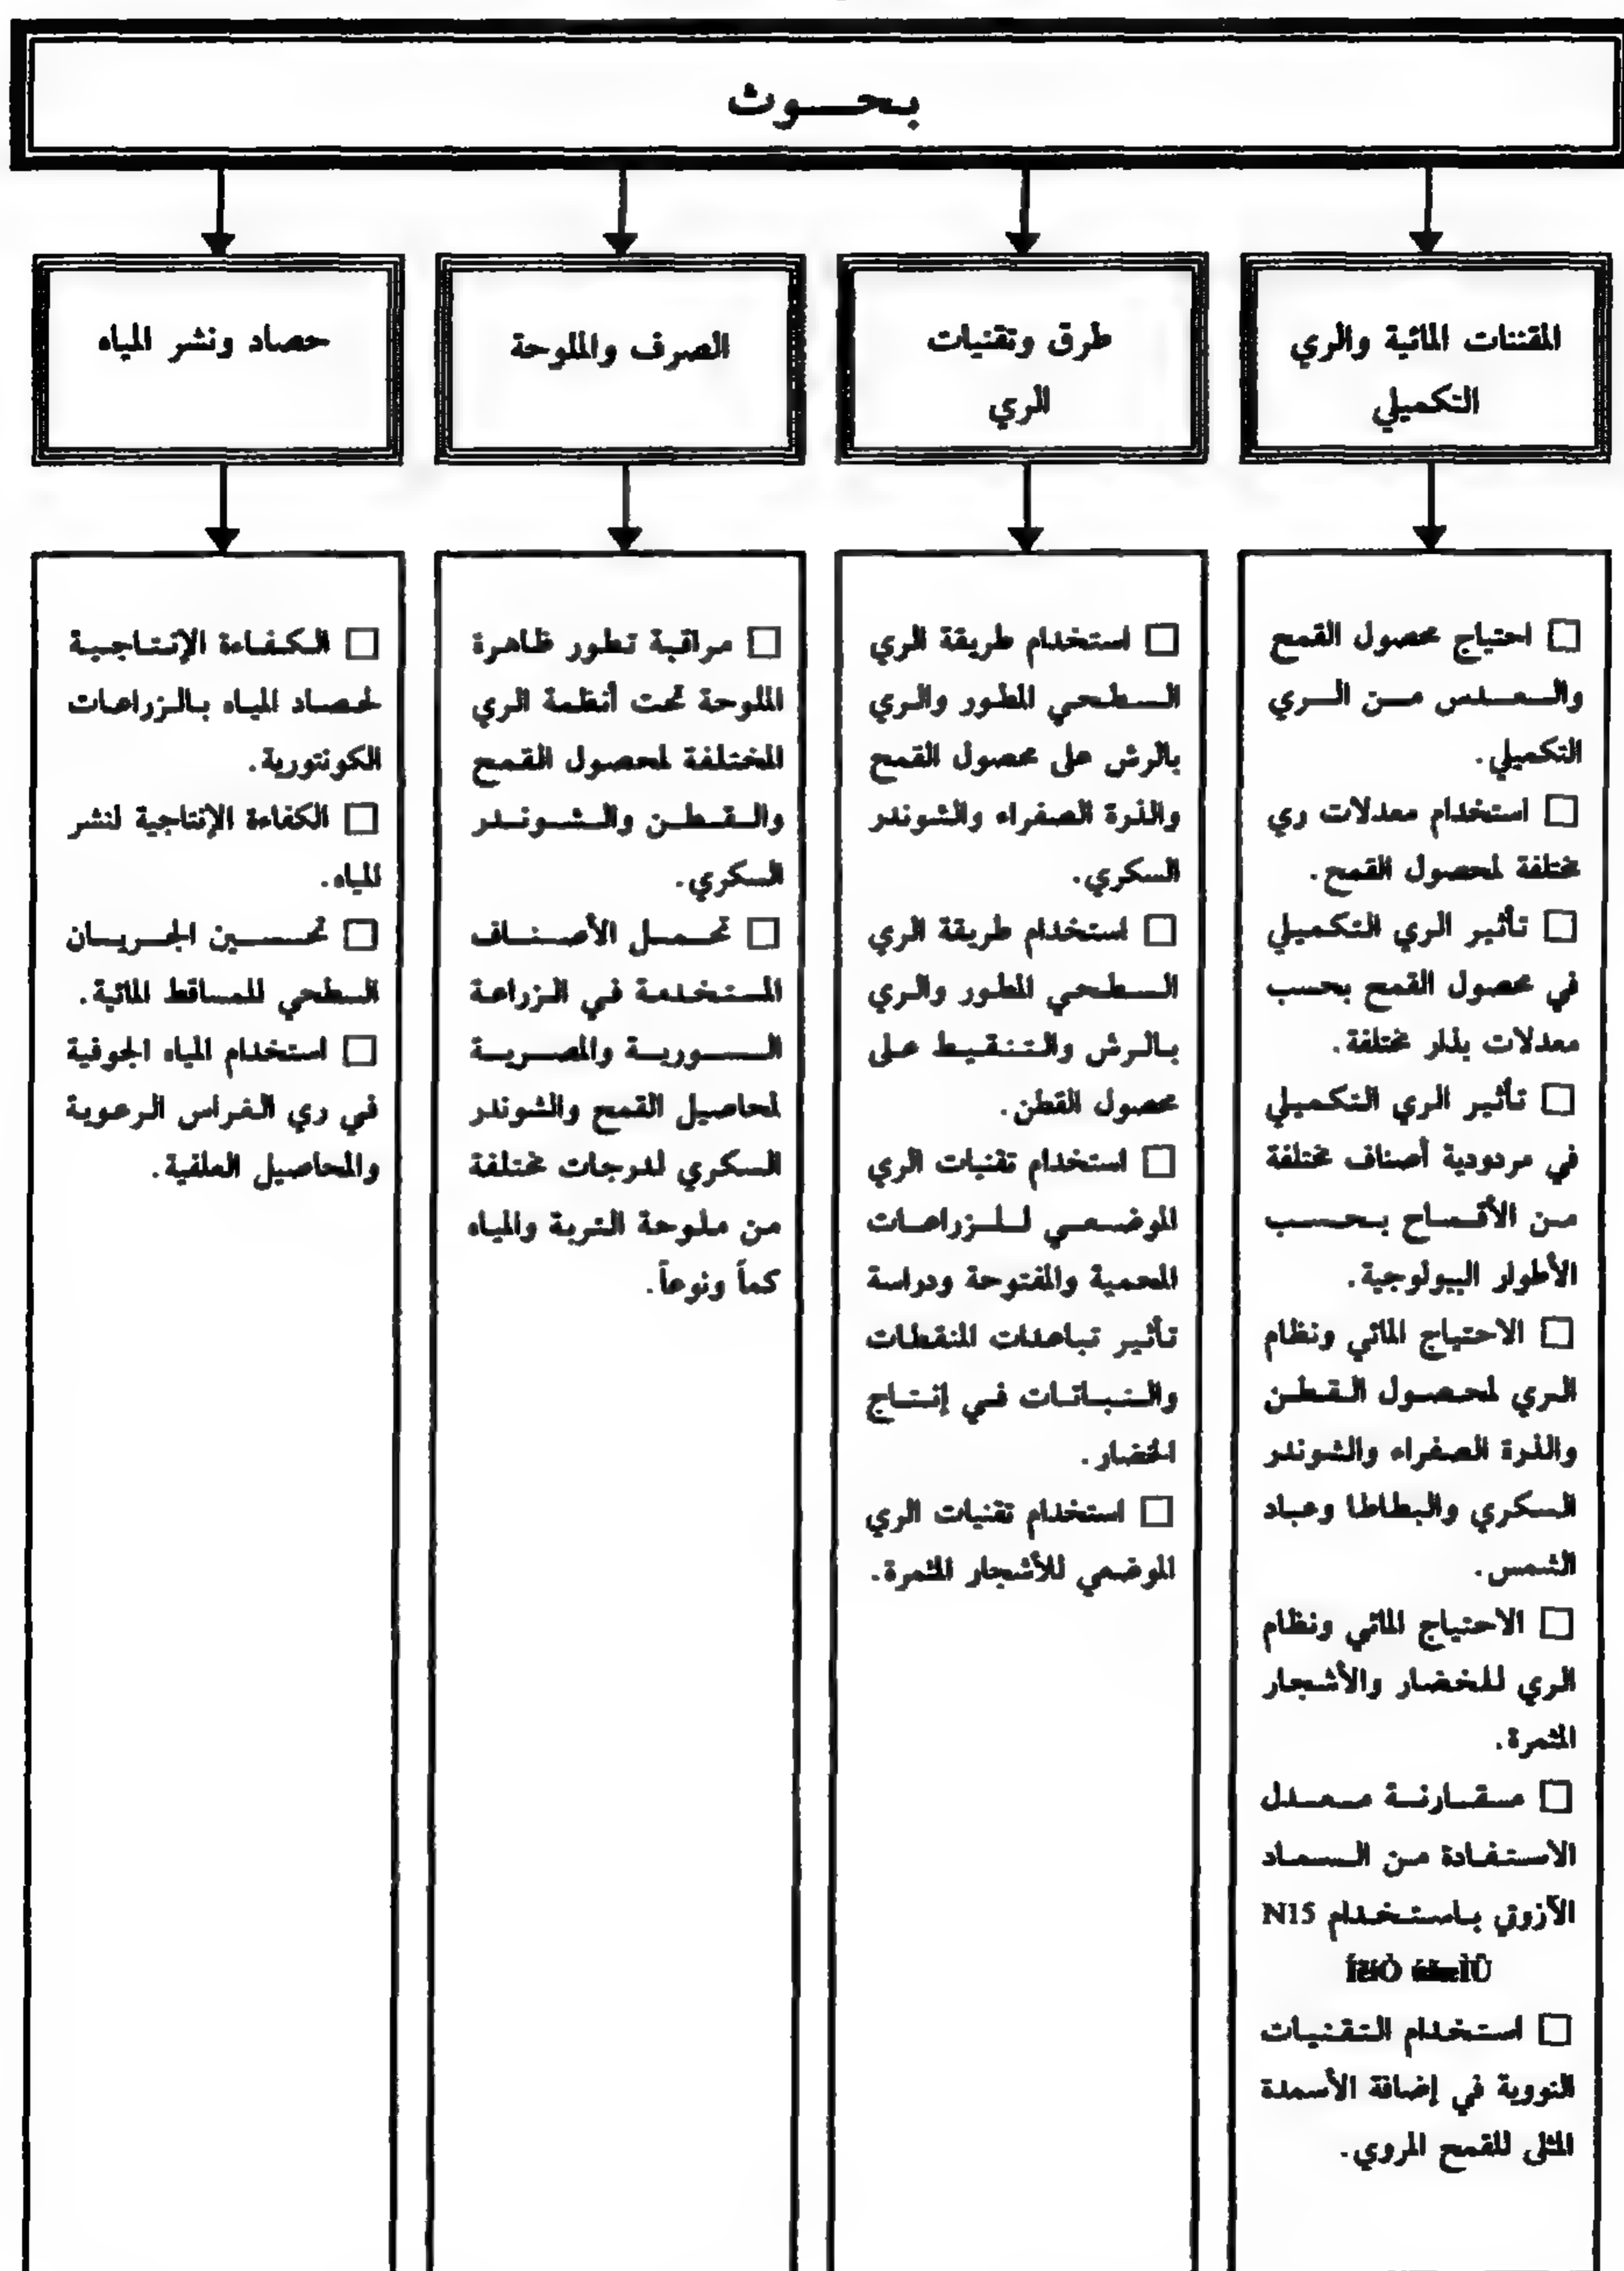 بحوث
المقننات المائية والري
التكميلي
احتياج محصول القمح
والعدس من الري
التكميلي.
استخدام معدلات ري
مختلفة لمحصول القمح.
تأثير الري التكميلي
في محصول القمح بحسب
معدلات بذار مختلفة.
تأثير الري التكميلي
في مردودية أصناف مختلفة
من الأقماح بحسب
الأطوار البيولوجية.
الاحتياج المائي ونظام
الري لمحصول القطن
والذرة الصفراء والشوندر
السكري والبطاطا وعباد
الشمس.
الاحتياج المائي ونظام
الري للخضار والأشجار
المثمرة.
مقارنة معدل
الاستفادة من السماد
الآزوتي باستخدام N15
استخدام التقنيات
النووية في إضافة الأسمدة
المثلى للقمح المروي.
طرق وتقنيات
الري
استخدام طريقة الري
السطحي المطور والري
بالرش على محصول القمح
والذرة الصفراء والشوندر
السكري.
استخدام طريقة الري
السطحي المطور والري
بالرش والتنقيط على
محصول القطن.
استخدام تقنيات الري
الموضعي للزراعات
المحمية والمفتوحة ودراسة
تأثير تباعدات المنقطات
والنباتات في إنتاج
الخضار.
استخدام تقنيات الري
الموضعي للأشجار المثمرة.
الصرف والملوحة
مراقبة تطور ظاهرة
الملوحة تحت أنظمة الري
المختلفة لمحصول القمح
والقطن والشوندر
السكري.
تحمل الأصناف
المستخدمة في الزراعة
السورية والمصرية
لمحاصيل القمح والشوندر
السكري لدرجات مختلفة
من ملوحة التربة والمياه
كماً ونوعاً.
حصاد ونشر المياه
الكفاءة الإنتاجية
لحصاد المياه بالزراعات
الكونتورية.
الكفاءة الإنتاجية لنشر
المياه.
تحسين الجريان
السطحي للمساقط المائية.
استخدام المياه الجوفية
في ري الغراس الرعوية
والمحاصيل العلفية.